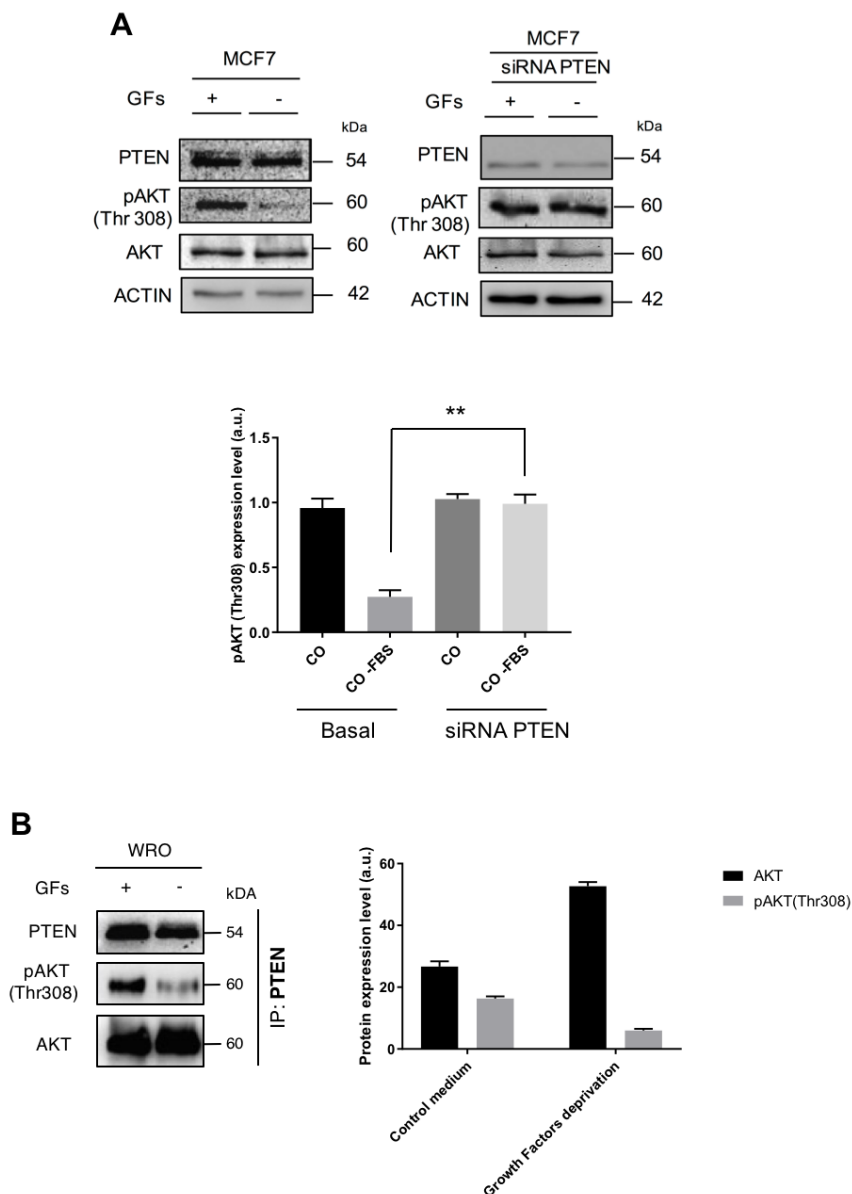 A
MCF7
GFs + -
kDa
PTEN 54
pAKT
(Thr 308) 60
AKT 60
ACTIN 42
MCF7
siRNA PTEN
GFs + -
kDa
PTEN 54
pAKT
(Thr 308) 60
AKT 60
ACTIN 42
**
pAKT (Thr308) expression level (a.u.)
1.5
1.0
0.5
0.0
CO
CO -FBS
CO
CO -FBS
Basal
siRNA PTEN
B
WRO
GFs + - kDA
PTEN 54
pAKT
(Thr308) 60
AKT 60
IP: PTEN
Protein expression level (a.u.)
60
40
20
0
Control medium
Growth Factors deprivation
AKT
pAKT(Thr308)